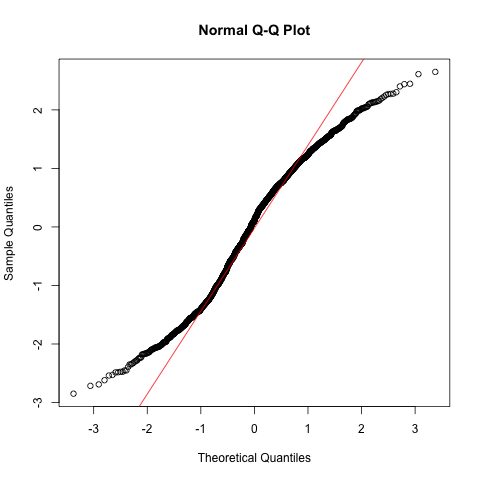 Normal Q-Q Plot
Sample Quantiles
2
1
0
-1
-2
-3
-3 -2 -1 0 1 2 3
Theoretical Quantiles